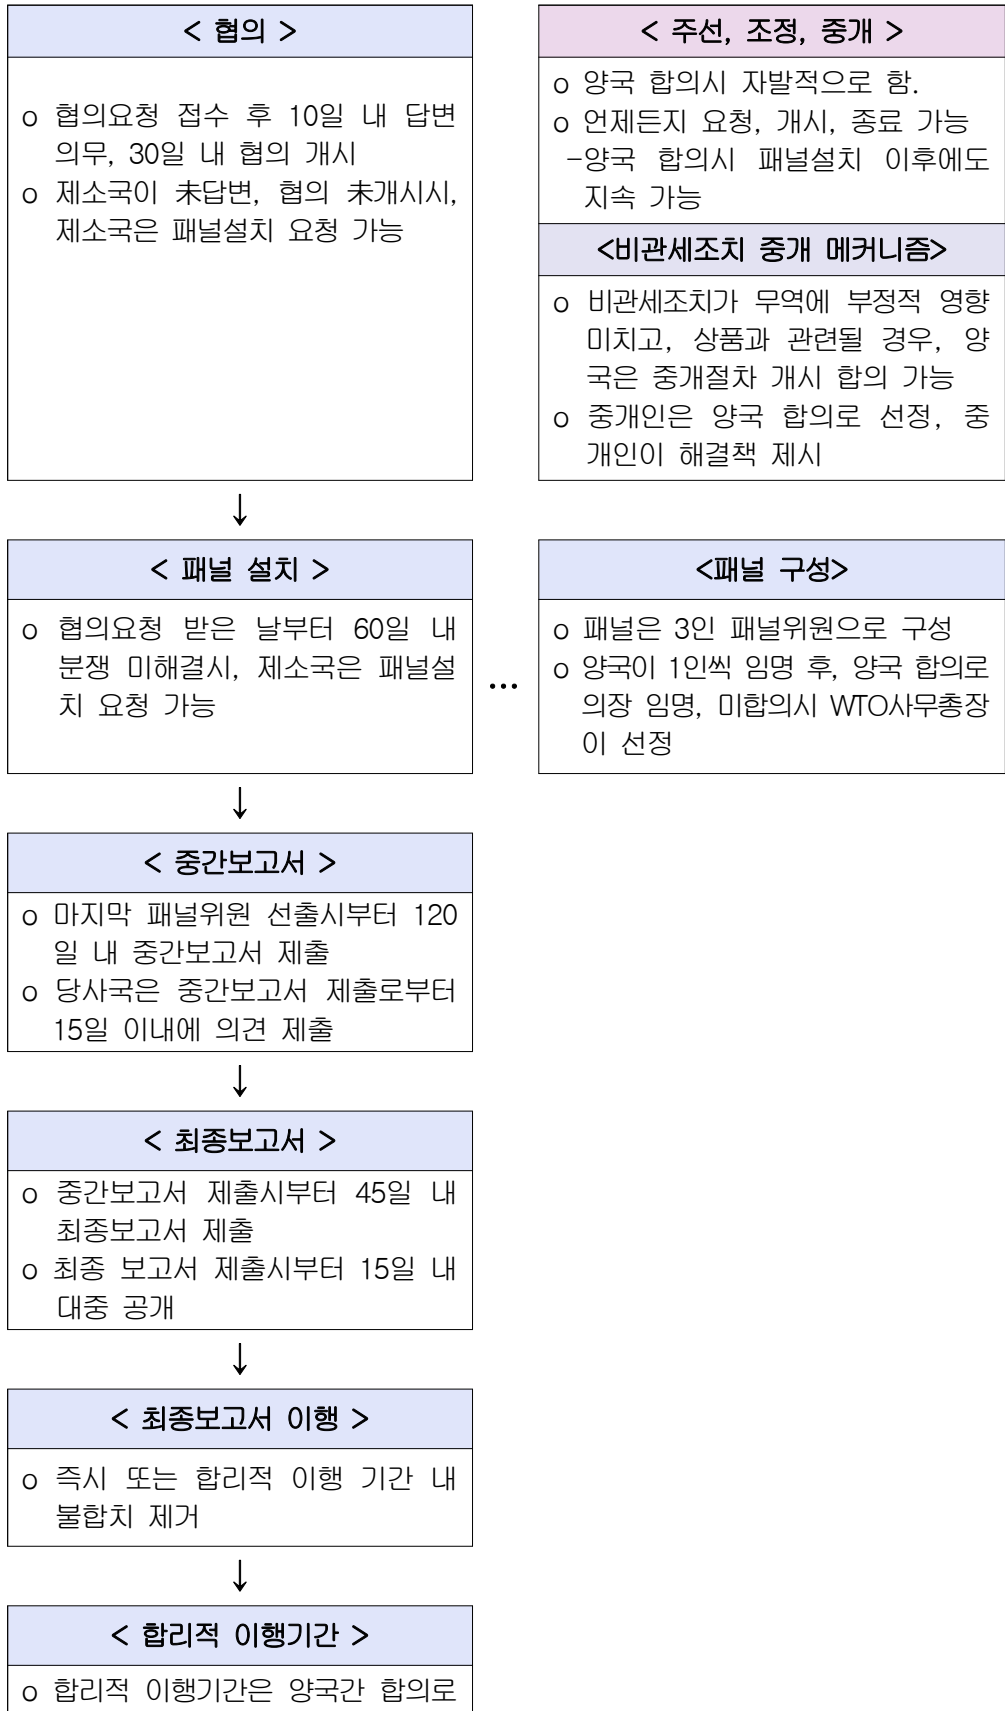 < 협의 >
o 협의요청 접수 후 10일 내 답변
의무, 30일 내 협의 개시
o 제소국이 未답변, 협의 未개시시,
제소국은 패널설치 요청 가능
< 주선, 조정, 중개 >
o 양국 합의시 자발적으로 함.
o 언제든지 요청, 개시, 종료 가능
-양국 합의시 패널설치 이후에도
지속 가능
<비관세조치 중개 메커니즘>
o 비관세조치가 무역에 부정적 영향
미치고, 상품과 관련될 경우, 양
국은 중개절차 개시 합의 가능
o 중개인은 양국 합의로 선정, 중
개인이 해결책 제시
↓
< 패널 설치 >
o 협의요청 받은 날부터 60일 내
분쟁 미해결시, 제소국은 패널설
치 요청 가능
…
<패널 구성>
o 패널은 3인 패널위원으로 구성
o 양국이 1인씩 임명 후, 양국 합의로
의장 임명, 미합의시 WTO사무총장
이 선정
↓
< 중간보고서 >
o 마지막 패널위원 선출시부터 120
일 내 중간보고서 제출
o 당사국은 중간보고서 제출로부터
15일 이내에 의견 제출
↓
< 최종보고서 >
o 중간보고서 제출시부터 45일 내
최종보고서 제출
o 최종 보고서 제출시부터 15일 내
대중 공개
↓
< 최종보고서 이행 >
o 즉시 또는 합리적 이행 기간 내
불합치 제거
↓
< 합리적 이행기간 >
o 합리적 이행기간은 양국간 합의로